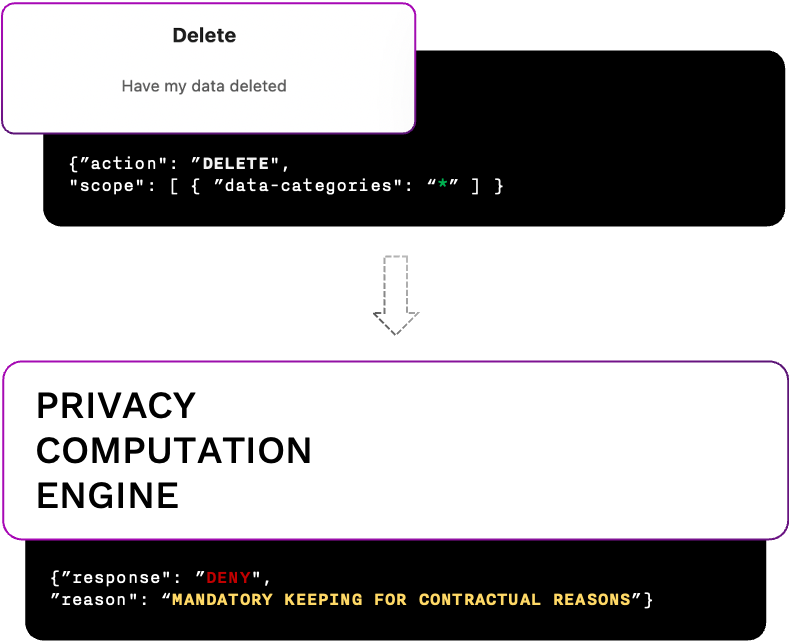 Delete
Have my data deleted
{”action": ”DELETE",
"scope": [ { ”data-categories": “*” ] }
PRIVACY
COMPUTATION
ENGINE
{”response": ”DENY",
”reason": “MANDATORY KEEPING FOR CONTRACTUAL REASONS”}